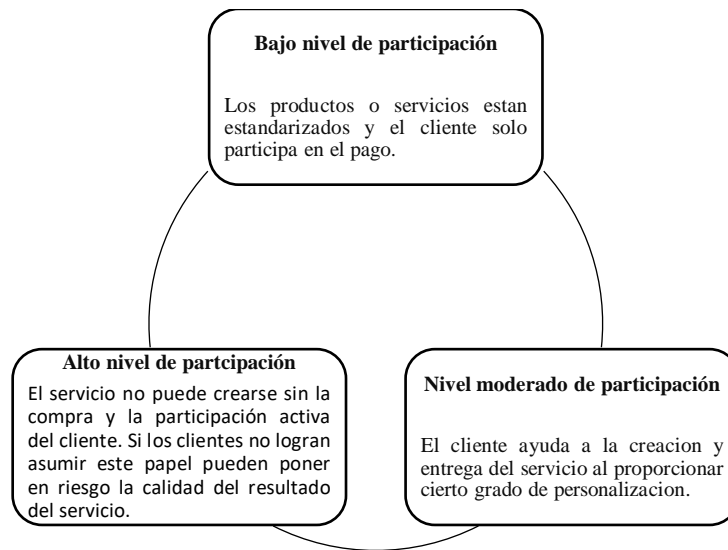 Bajo nivel de participación
Los productos o servicios estan
estandarizados y el cliente solo
participa en el pago.
Alto nivel de partcipación
El servicio no puede crearse sin la
compra y la participación activa
del cliente. Si los clientes no logran
asumir este papel pueden poner
en riesgo la calidad del resultado
del servicio.
Nivel moderado de participación
El cliente ayuda a la creacion y
entrega del servicio al proporcionar
cierto grado de personalizacion.